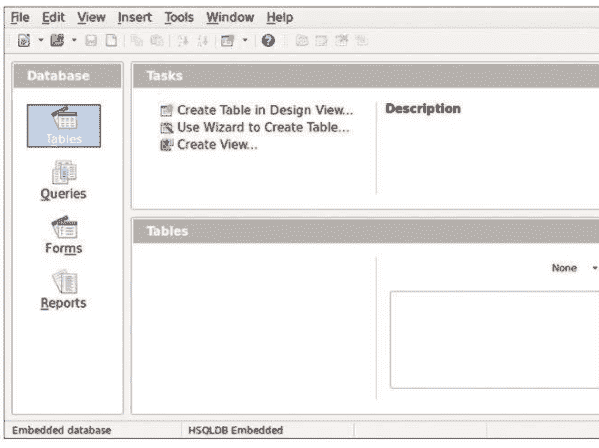 File Edit View Insert Tools Window Help
Database
Tables
Queries
Forms
Reports
Tasks
Create Table in Design View...
Use Wizard to Create Table...
Create View...
Description
Tables
None
Embedded database HSQLDB Embedded